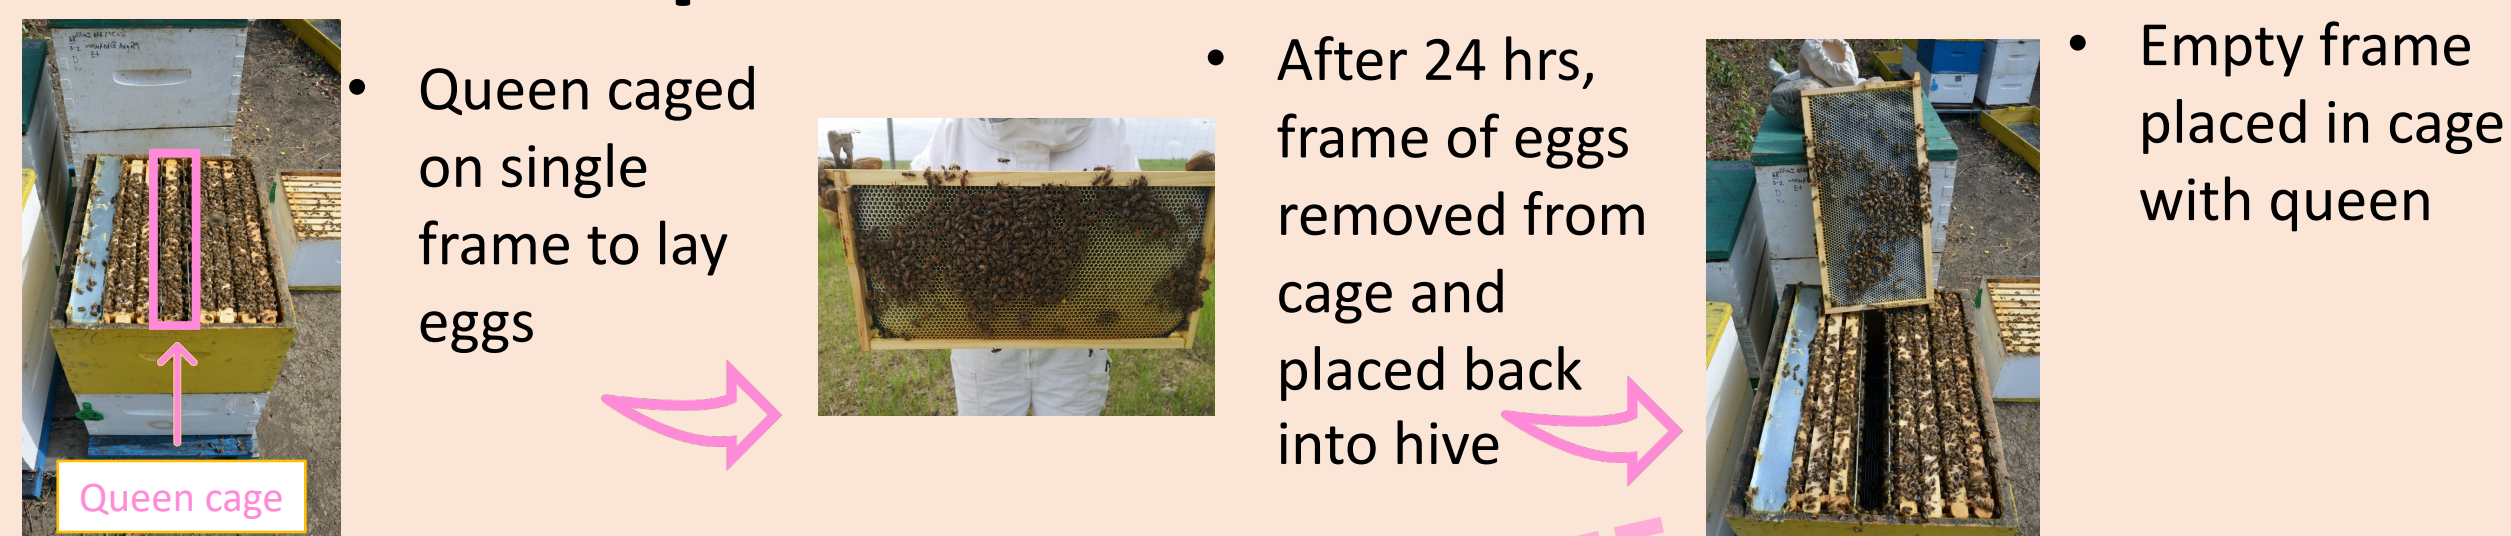 • Queen caged
on single
frame to lay
eggs
Queen cage
• After 24 hrs,
frame of eggs
removed from
cage and
placed back
into hive
• Empty frame
placed in cage
with queen